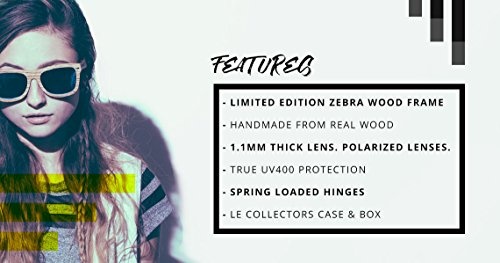 FEATURES
- LIMITED EDITION ZEBRA WOOD FRAME
- HANDMADE FROM REAL WOOD
- 1.1MM THICK LENS. POLARIZED LENSES.
- TRUE UV400 PROTECTION
- SPRING LOADED HINGES
- LE COLLECTORS CASE & BOX